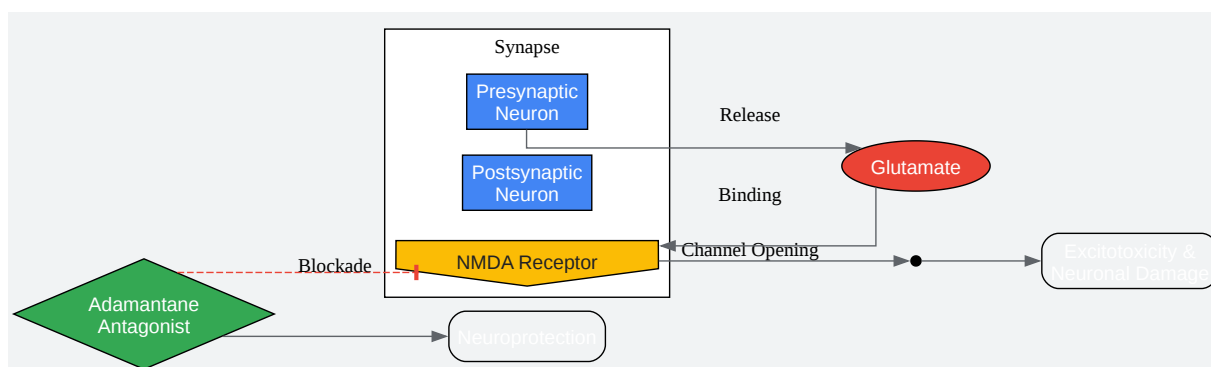 Synapse
Presynaptic
Neuron
Release
Postsynaptic
Neuron
Glutamate
Binding
NMDA Receptor
Channel Opening
Excitotoxicity &
Neuronal Damage
Blockade
Adamantane
Antagonist
Neuroprotection